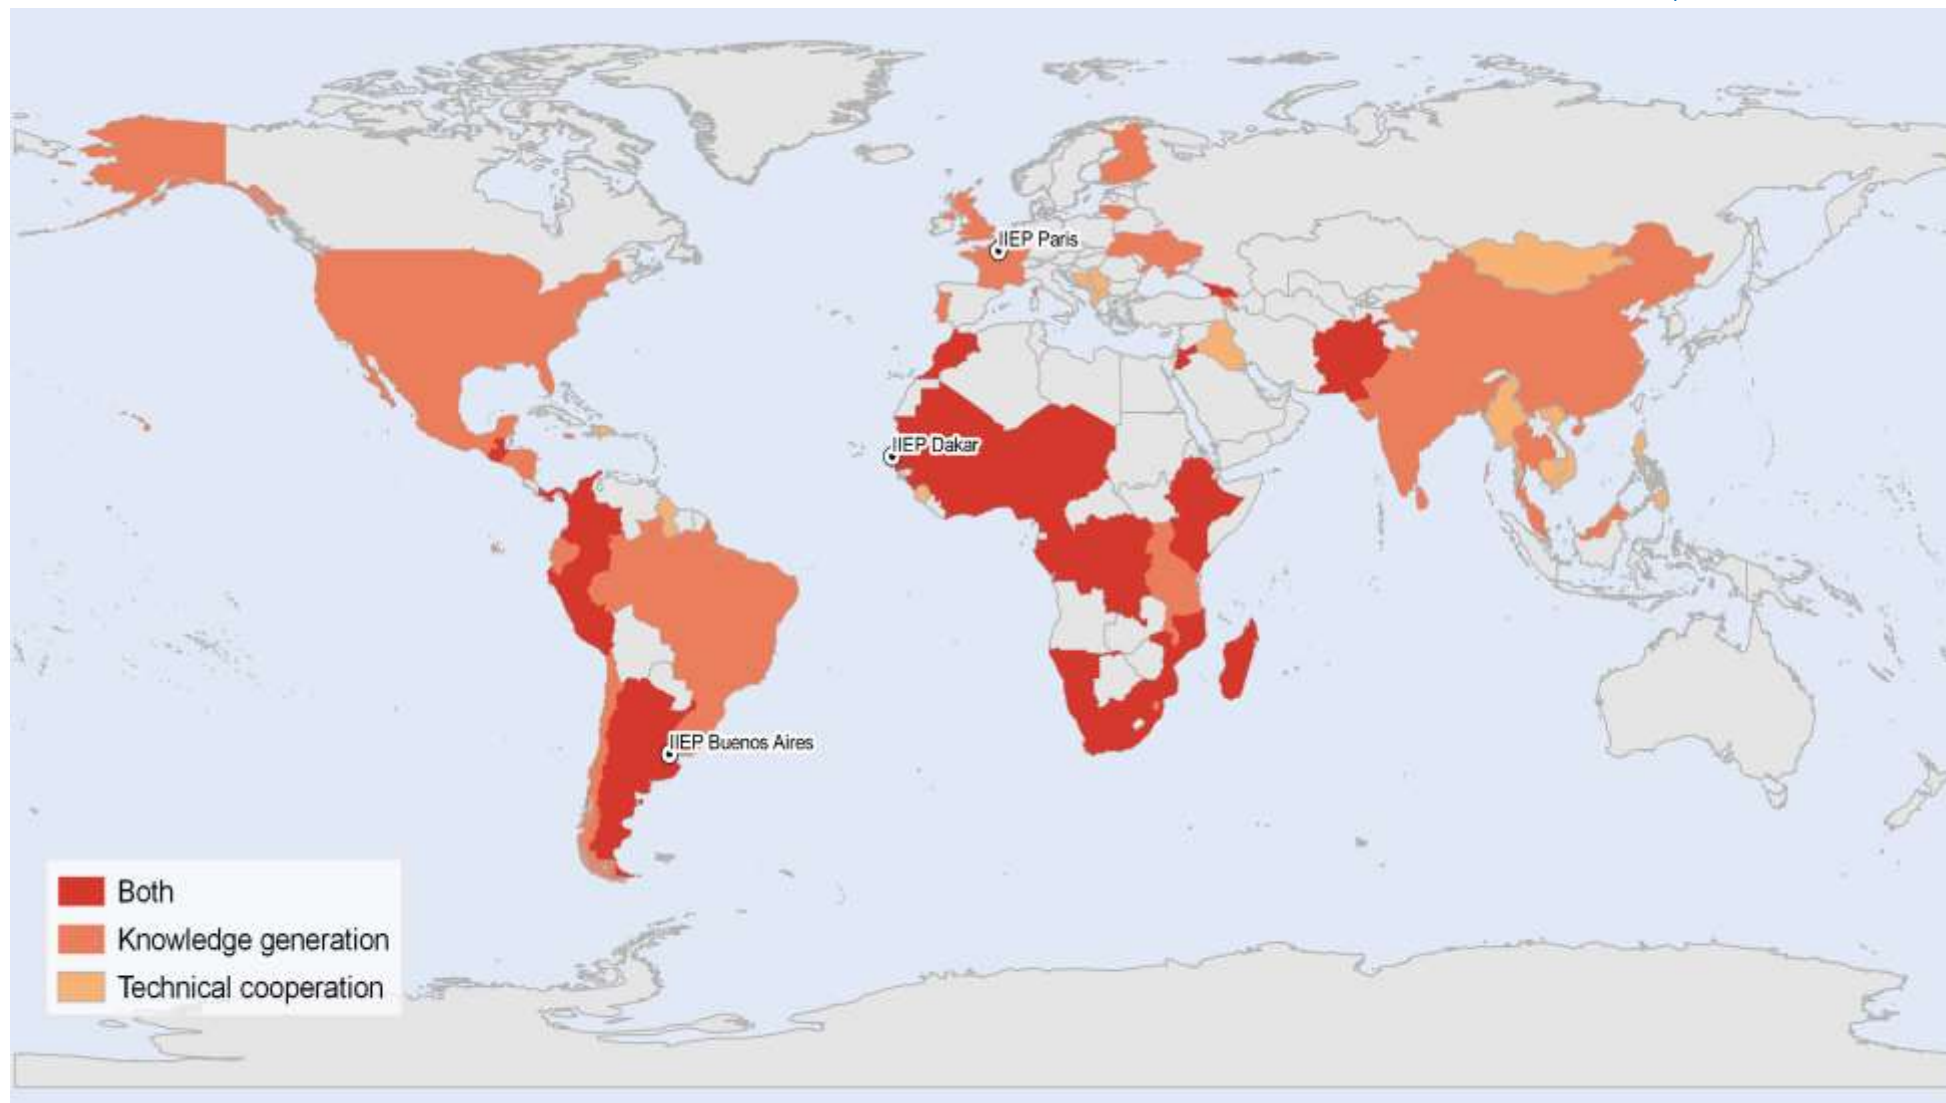 IIEP Paris
IIEP Dakar
IIEP Buenos Aires
Both
Knowledge generation
Technical cooperation